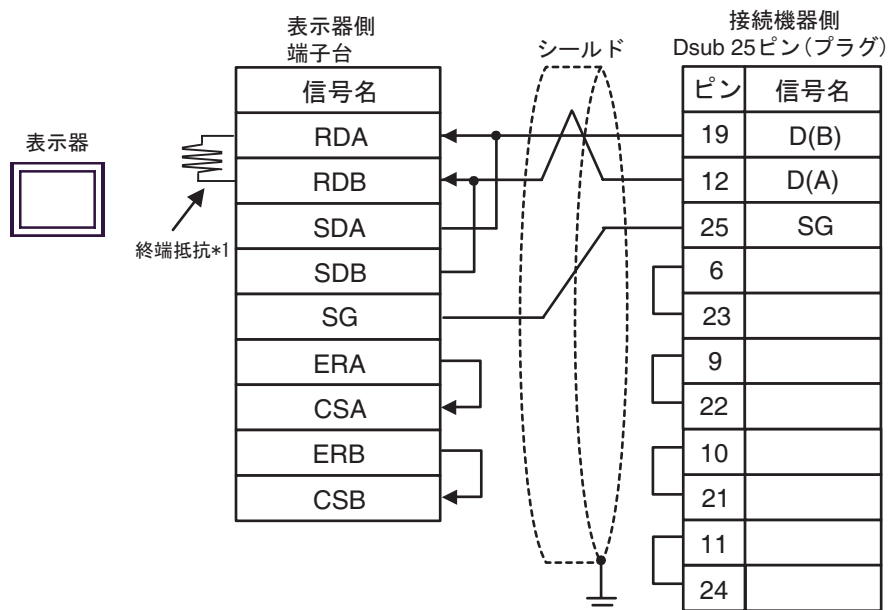 表示器
終端抵抗*1
表示器側
端子台
信号名
RDA
RDB
SDA
SDB
SG
ERA
CSA
ERB
CSB
シールド
接続機器側
Dsub 25ピン（プラグ）
ピン 信号名
19 D(B)
12 D(A)
25 SG
6
23
9
22
10
21
11
24